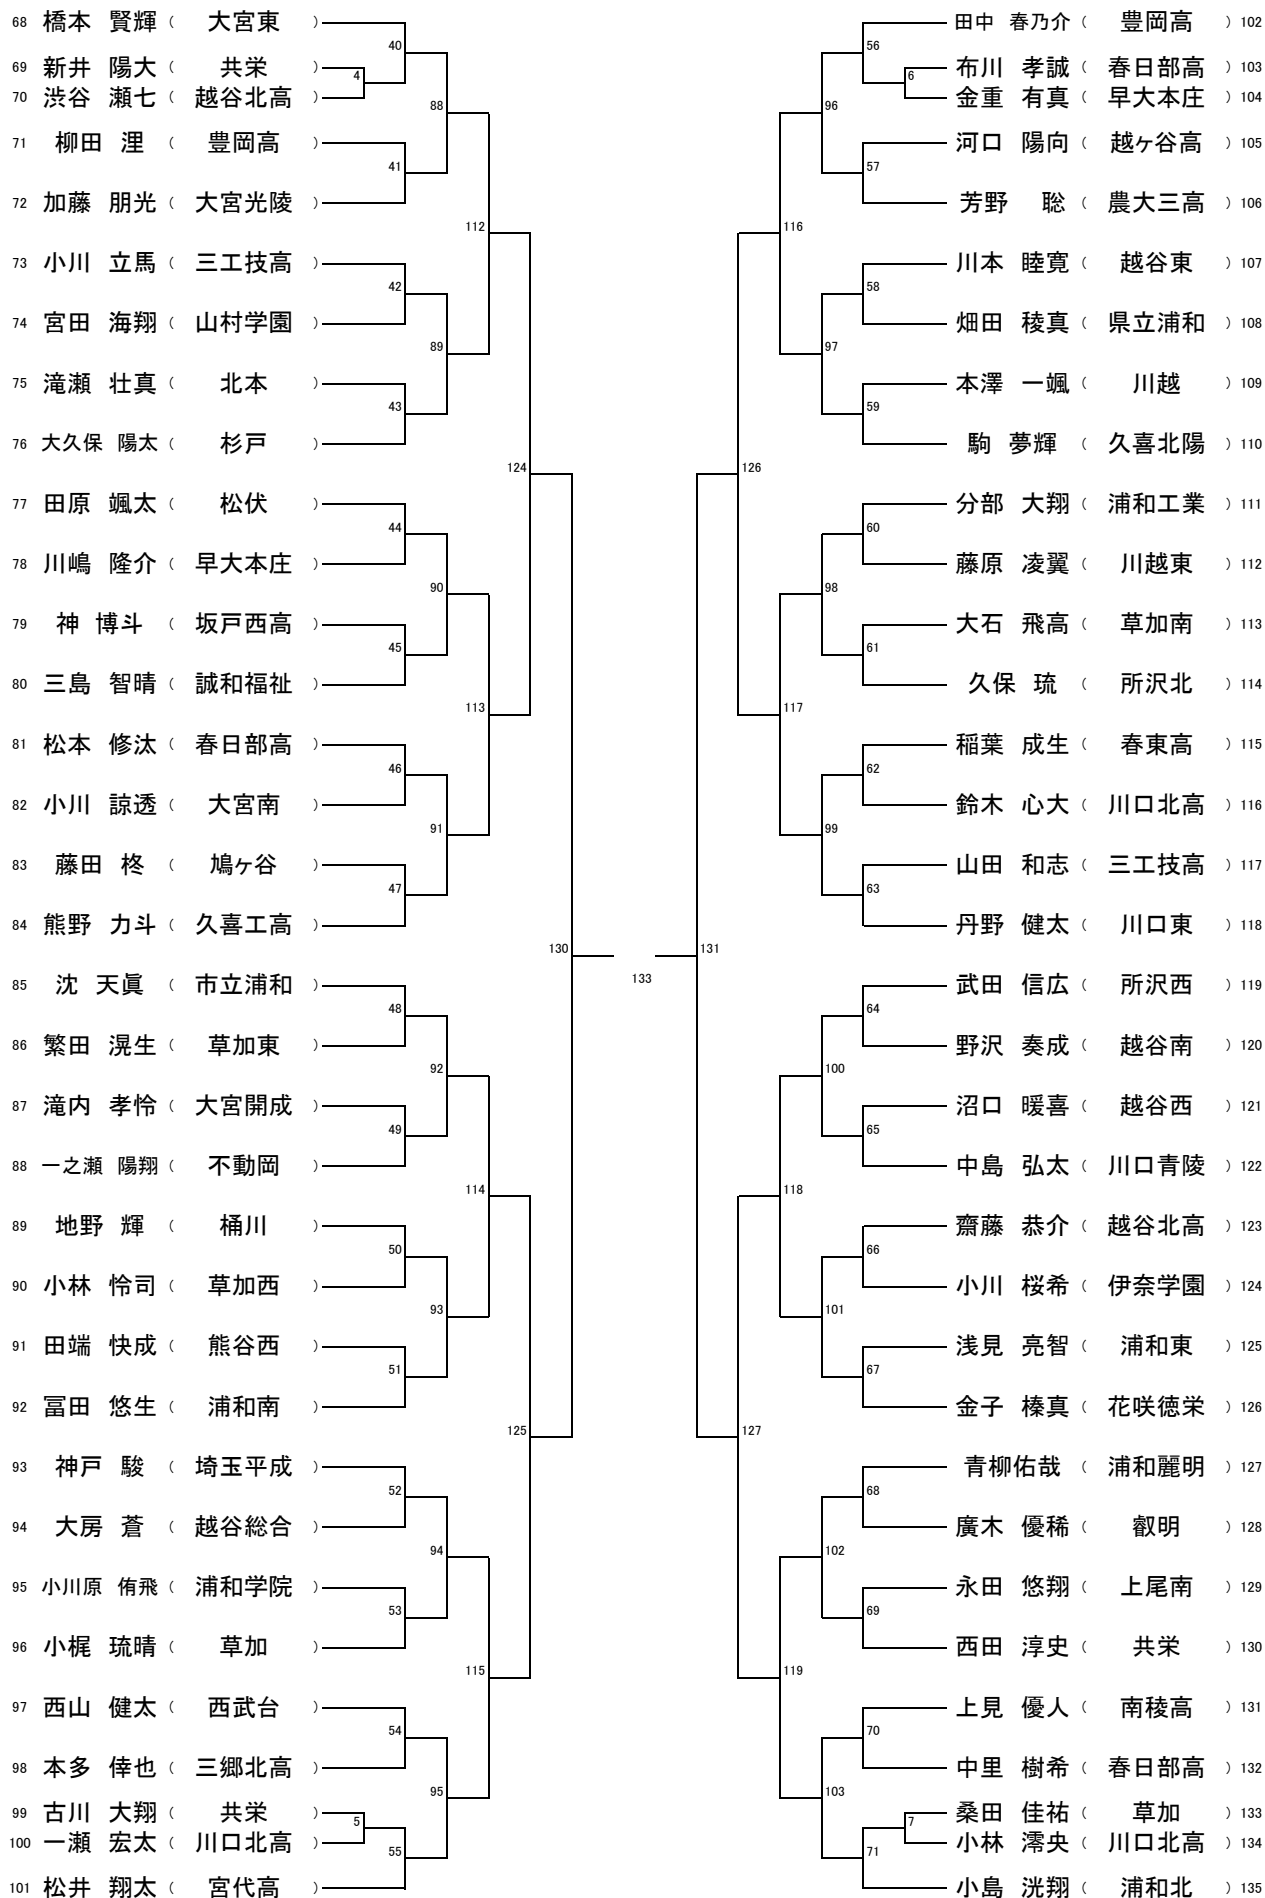 68 橋本 賢輝 （ 大宮東 ）
69 新井 陽大 （ 共栄 ）
70 渋谷 瀬七 （ 越谷北高 ）
71 柳田 浬 （ 豊岡高 ）
72 加藤 朋光 （ 大宮光陵 ）
73 小川 立馬 （ 三工技高 ）
74 宮田 海翔 （ 山村学園 ）
75 滝瀬 壮真 （ 北本 ）
76 大久保 陽太 （ 杉戸 ）
77 田原 颯太 （ 松伏 ）
78 川嶋 隆介 （ 早大本庄 ）
79 神 博斗 （ 坂戸西高 ）
80 三島 智晴 （ 誠和福祉 ）
81 松本 修汰 （ 春日部高 ）
82 小川 諒透 （ 大宮南 ）
83 藤田 柊 （ 鳩ヶ谷 ）
84 熊野 力斗 （ 久喜工高 ）
85 沈 天眞 （ 市立浦和 ）
86 繁田 滉生 （ 草加東 ）
87 滝内 孝怜 （ 大宮開成 ）
88 一之瀬 陽翔 （ 不動岡 ）
89 地野 輝 （ 桶川 ）
90 小林 怜司 （ 草加西 ）
91 田端 快成 （ 熊谷西 ）
92 冨田 悠生 （ 浦和南 ）
93 神戸 駿 （ 埼玉平成 ）
94 大房 蒼 （ 越谷総合 ）
95 小川原 侑飛 （ 浦和学院 ）
96 小梶 琉晴 （ 草加 ）
97 西山 健太 （ 西武台 ）
98 本多 倖也 （ 三郷北高 ）
99 古川 大翔 （ 共栄 ）
100 一瀬 宏太 （ 川口北高 ）
101 松井 翔太 （ 宮代高 ）
4
5
40
41
42
43
44
45
46
47
48
49
50
51
52
53
54
55
88
89
90
91
92
93
94
95
112
113
114
115
124
125
130
133
131
126
127
116
117
118
119
96
97
98
99
100
101
102
103
56
57
58
59
60
61
62
63
64
65
66
67
68
69
70
71
6
7
田中 春乃介 （ 豊岡高 ） 102
布川 孝誠 （ 春日部高 ） 103
金重 有真 （ 早大本庄 ） 104
河口 陽向 （ 越ヶ谷高 ） 105
芳野 聡 （ 農大三高 ） 106
川本 睦寛 （ 越谷東 ） 107
畑田 稜真 （ 県立浦和 ） 108
本澤 一颯 （ 川越 ） 109
駒 夢輝 （ 久喜北陽 ） 110
分部 大翔 （ 浦和工業 ） 111
藤原 凌翼 （ 川越東 ） 112
大石 飛高 （ 草加南 ） 113
久保 琉 （ 所沢北 ） 114
稲葉 成生 （ 春東高 ） 115
鈴木 心大 （ 川口北高 ） 116
山田 和志 （ 三工技高 ） 117
丹野 健太 （ 川口東 ） 118
武田 信広 （ 所沢西 ） 119
野沢 奏成 （ 越谷南 ） 120
沼口 暖喜 （ 越谷西 ） 121
中島 弘太 （ 川口青陵 ） 122
齋藤 恭介 （ 越谷北高 ） 123
小川 桜希 （ 伊奈学園 ） 124
浅見 亮智 （ 浦和東 ） 125
金子 榛真 （ 花咲徳栄 ） 126
青柳佑哉 （ 浦和麗明 ） 127
廣木 優稀 （ 叡明 ） 128
永田 悠翔 （ 上尾南 ） 129
西田 淳史 （ 共栄 ） 130
上見 優人 （ 南稜高 ） 131
中里 樹希 （ 春日部高 ） 132
桑田 佳祐 （ 草加 ） 133
小林 澪央 （ 川口北高 ） 134
小島 洸翔 （ 浦和北 ） 135